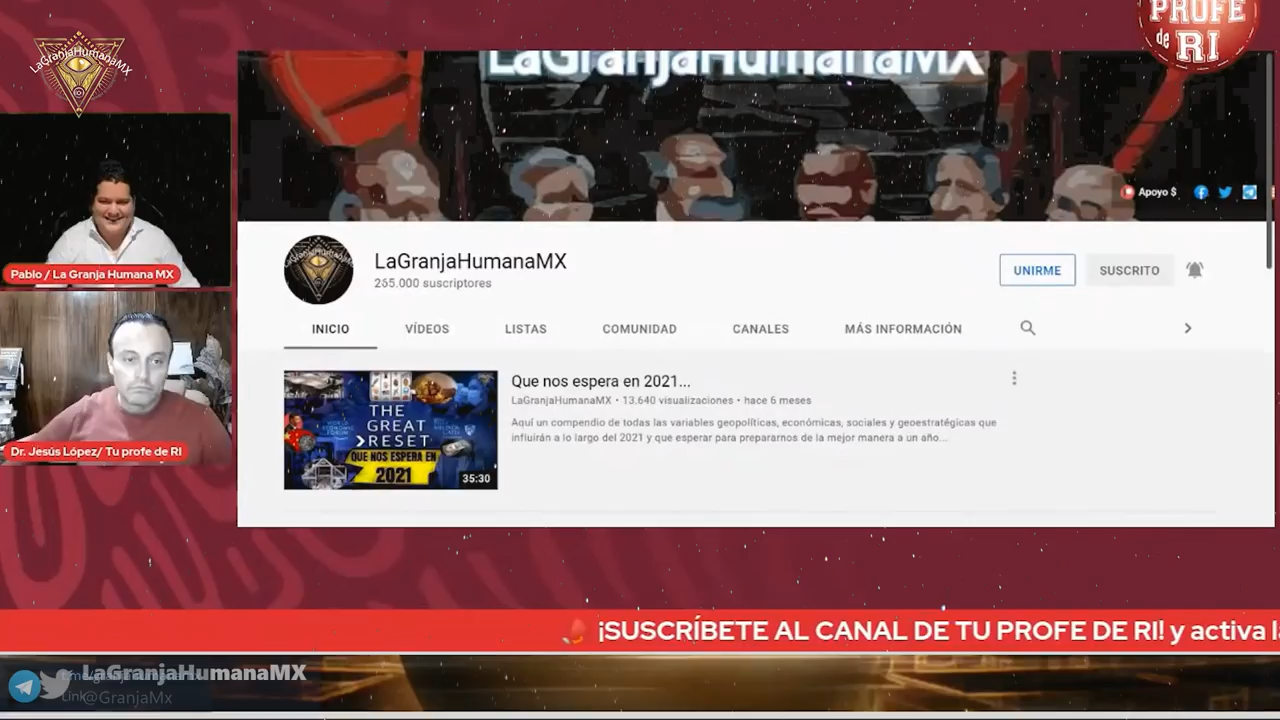 PROFE
de
RI
LaGranjaHumanaMX
LaGranjaHumanaMX
Apoyo $
Pablo / La Granja Humana MX
Dr. Jesús López/ Tu profe de RI
LaGranjaHumanaMX
265.000 suscriptores
UNIRME
SUSCRITO
INICIO
VÍDEOS
LISTAS
COMUNIDAD
CANALES
MÁS INFORMACIÓN
THE
GREAT
RESET
QUE NOS ESPERA EN
2021
35:30
Que nos espera en 2021...
LaGranjaHumanaMX • 13.640 visualizaciones • hace 6 meses
Aquí un compendio de todas las variables geopolíticas, económicas, sociales y geoestratégicas que
influirán a lo largo del 2021 y que esperar para prepararnos de la mejor manera a un año...
¡SUSCRÍBETE AL CANAL DE TU PROFE DE RI! y activa l
LaGranjaHumanaMX
Link
@GranjaMx